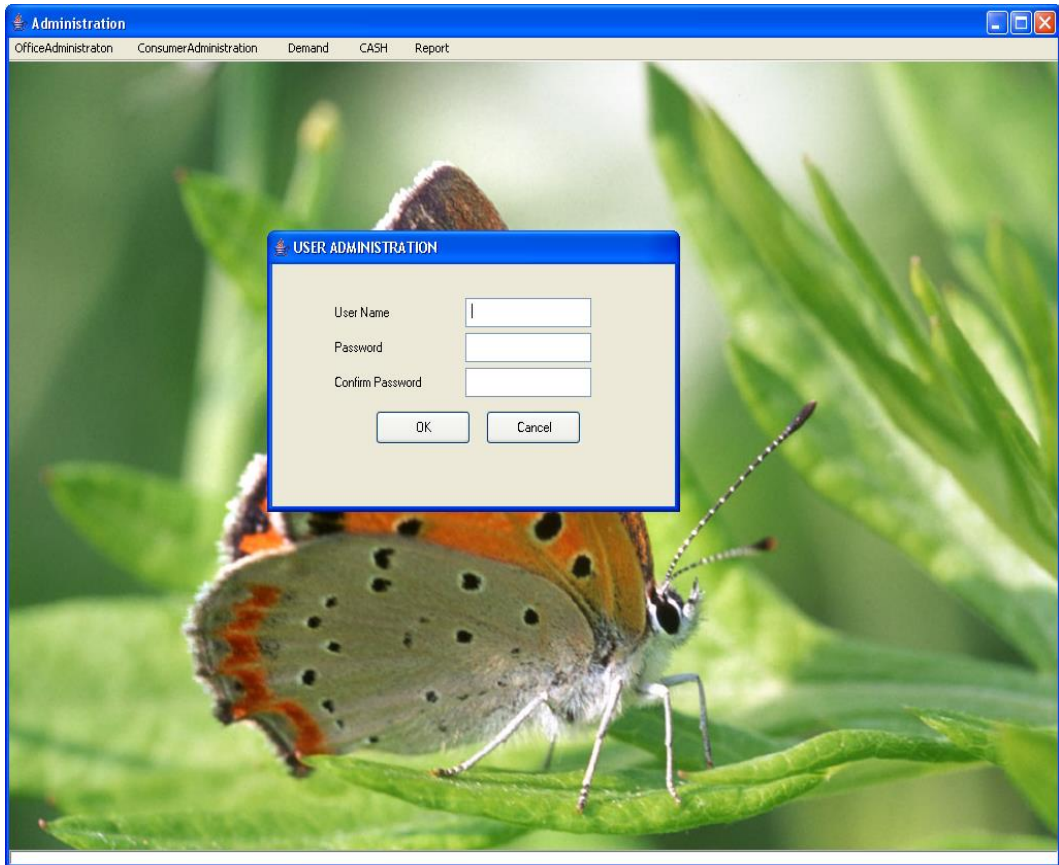 Administration
OfficeAdministraton ConsumerAdministration Demand CASH Report
USER ADMINISTRATION
User Name
Password
Confirm Password
OK Cancel